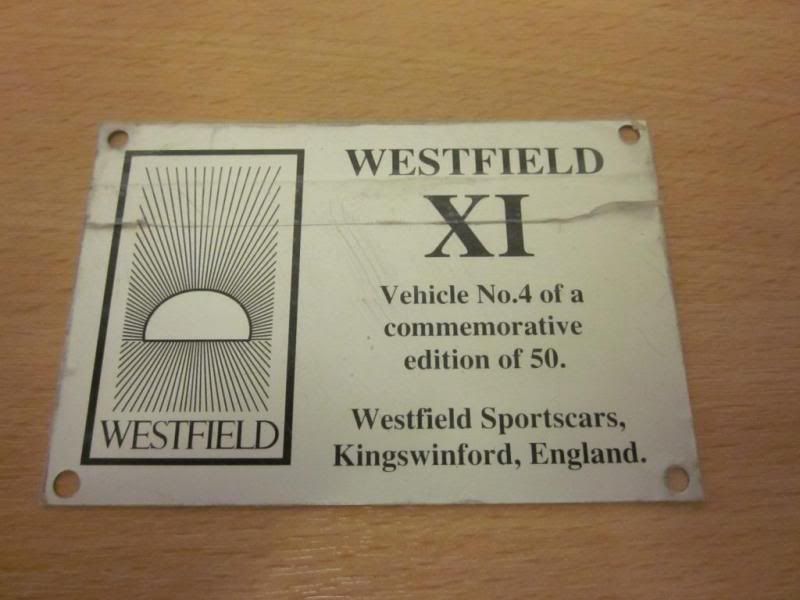 WESTFIELD
WESTFIELD
XI
Vehicle No.4 of a
commemorative
edition of 50.
Westfield Sportscars,
Kingswinford, England.